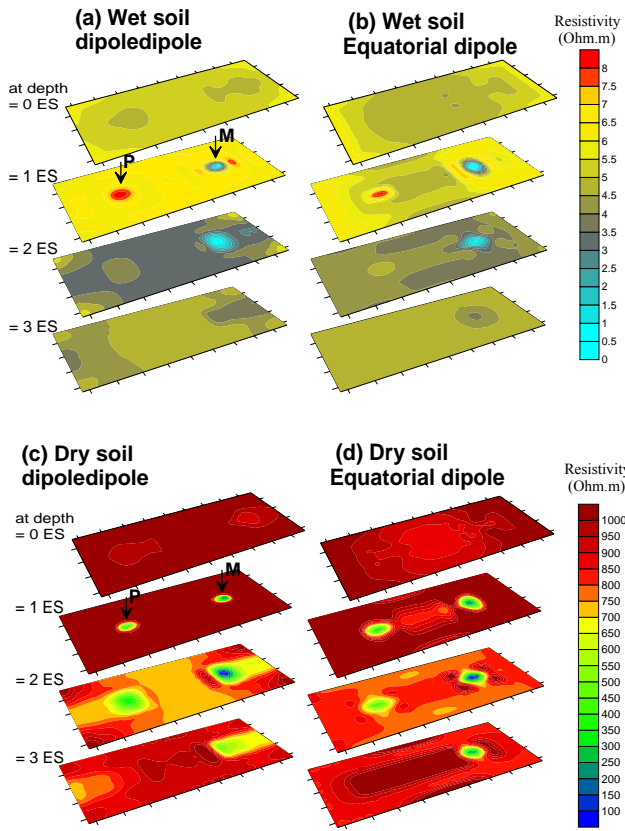 (a) Wet soil
dipoledipole
(b) Wet soil
Equatorial dipole
Resistivity
(Ohm.m)
at depth
= 0 ES
= 1 ES
= 2 ES
= 3 ES
P
M
8
7.5
7
6.5
6
5.5
5
4.5
4
3.5
3
2.5
2
1.5
1
0.5
0
(c) Dry soil
dipoledipole
(d) Dry soil
Equatorial dipole
Resistivity
(Ohm.m)
at depth
= 0 ES
= 1 ES
= 2 ES
= 3 ES
P
M
1000
950
900
850
800
750
700
650
600
550
500
450
400
350
300
250
200
150
100